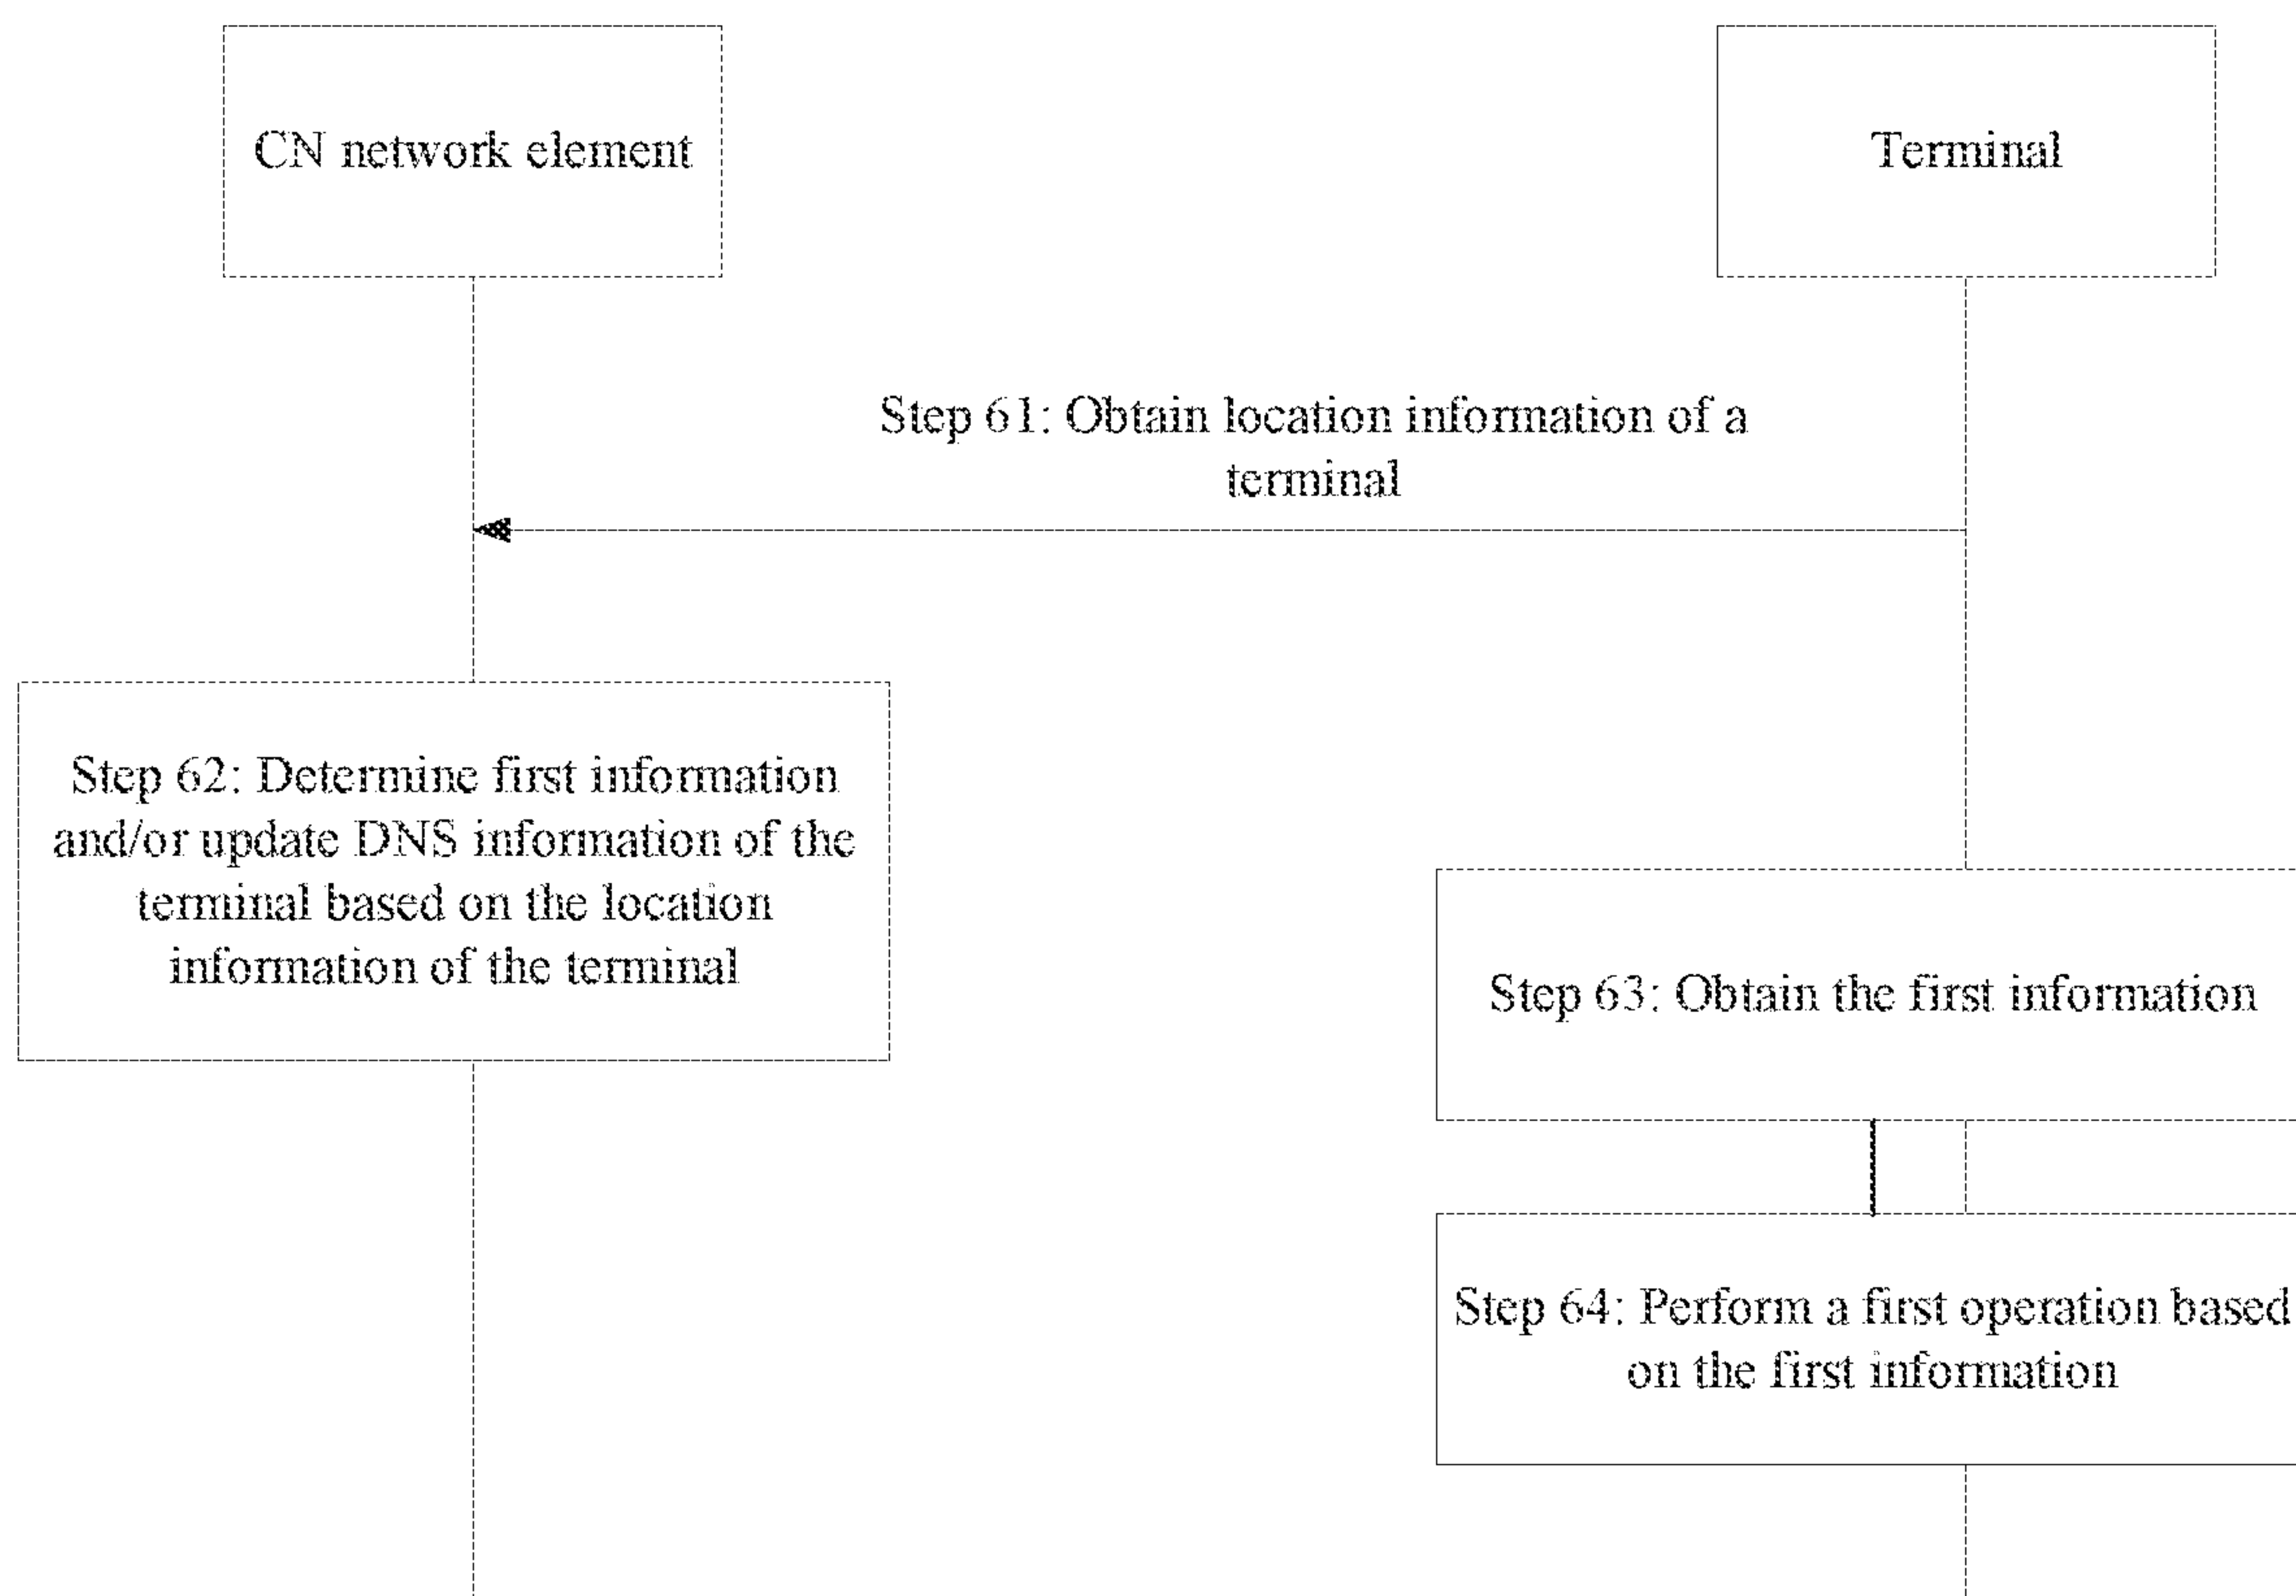 CN network element
Terminal
Step 61: Obtain location information of a
terminal
Step 62: Determine first information
and/or update DNS information of the
terminal based on the location
information of the terminal
Step 63: Obtain the first information
Step 64: Perform a first operation based
on the first information